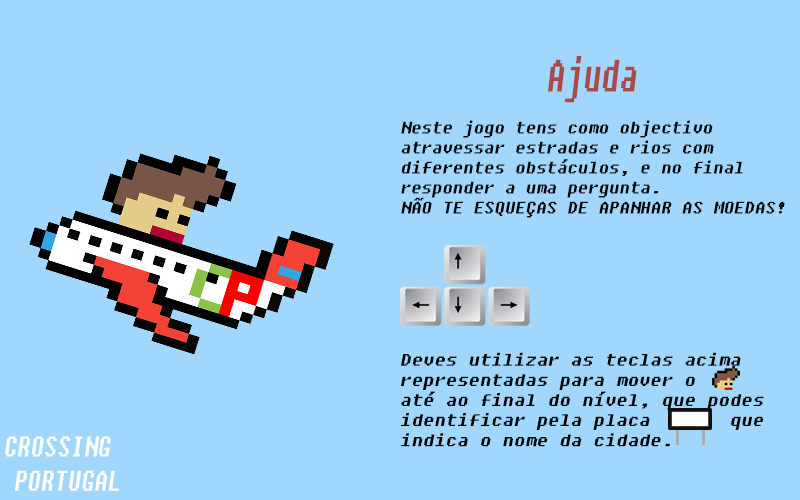 Ajuda
Neste jogo tens como objectivo
atravessar estradas e rios com
diferentes obstáculos, e no final
responder a uma pergunta.
NÃO TE ESQUEÇAS DE APANHAR AS MOEDAS!
↑
← ↓ →
Deves utilizar as teclas acima
representadas para mover o
até ao final do nível, que podes
identificar pela placa que
indica o nome da cidade.
CROSSING
PORTUGAL